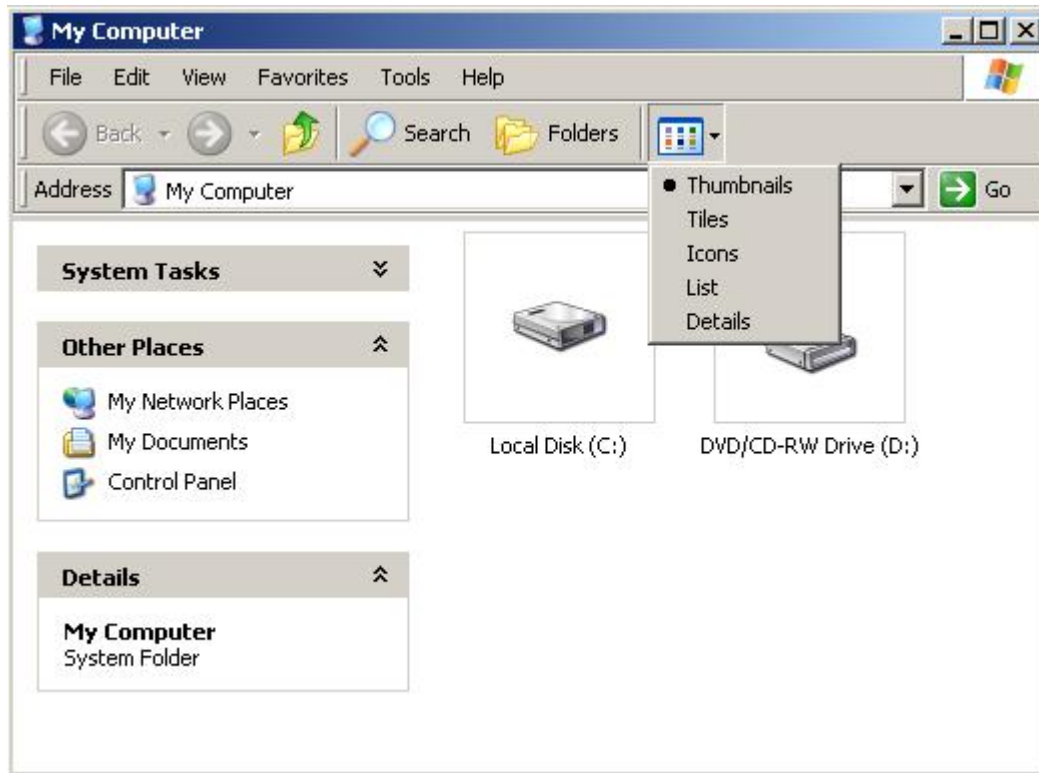 My Computer
File Edit View Favorites Tools Help
Back Search Folders
Address My Computer Go
Thumbnails
Tiles
Icons
List
Details
System Tasks
Other Places
My Network Places
My Documents
Control Panel
Details
My Computer
System Folder
Local Disk (C:) DVD/CD-RW Drive (D:)